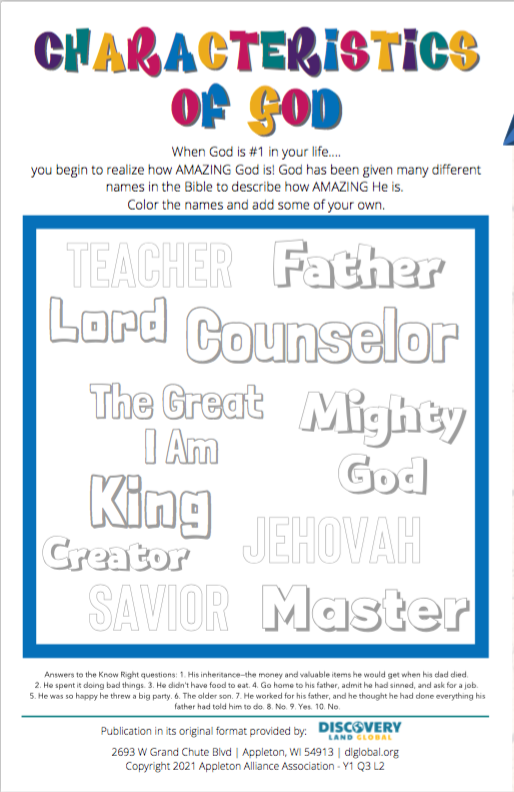 CHARACTERISTICS
OF GOD
When God is #1 in your life....
you begin to realize how AMAZING God is! God has been given many different
names in the Bible to describe how AMAZING He is.
Color the names and add some of your own.
TEACHER Father
Lord Counselor
The Great
I Am
Mighty
God
King
Creator
JEHOVAH
SAVIOR Master
Answers to the Know Right questions: 1. His inheritance—the money and valuable items he would get when his dad died.
2. He spent it doing bad things. 3. He didn't have food to eat. 4. Go home to his father, admit he had sinned, and ask for a job.
5. He was so happy he threw a big party. 6. The older son. 7. He worked for his father, and he thought he had done everything his
father had told him to do. 8. No. 9. Yes. 10. No.
Publication in its original format provided by: DISCOVERY
LAND GLOBAL
2693 W Grand Chute Blvd | Appleton, WI 54913 | dlglobal.org
Copyright 2021 Appleton Alliance Association - Y1 Q3 L2